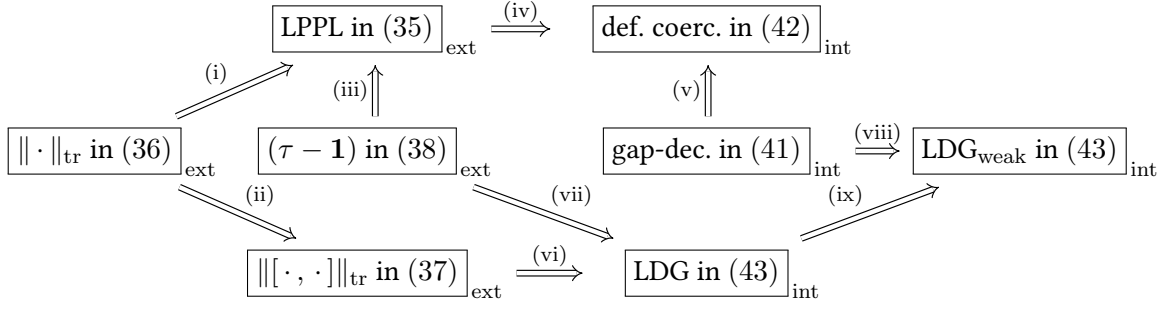 LPPL in (35) ext (iv) def. coerc. in (42) int
(i) (iii) (v)
‖ · ‖tr in (36) ext (τ − 1) in (38) ext gap-dec. in (41) int (viii) LDGweak in (43) int
(ii) (vii) (ix)
‖[ · , · ]‖tr in (37) ext (vi) LDG in (43) int